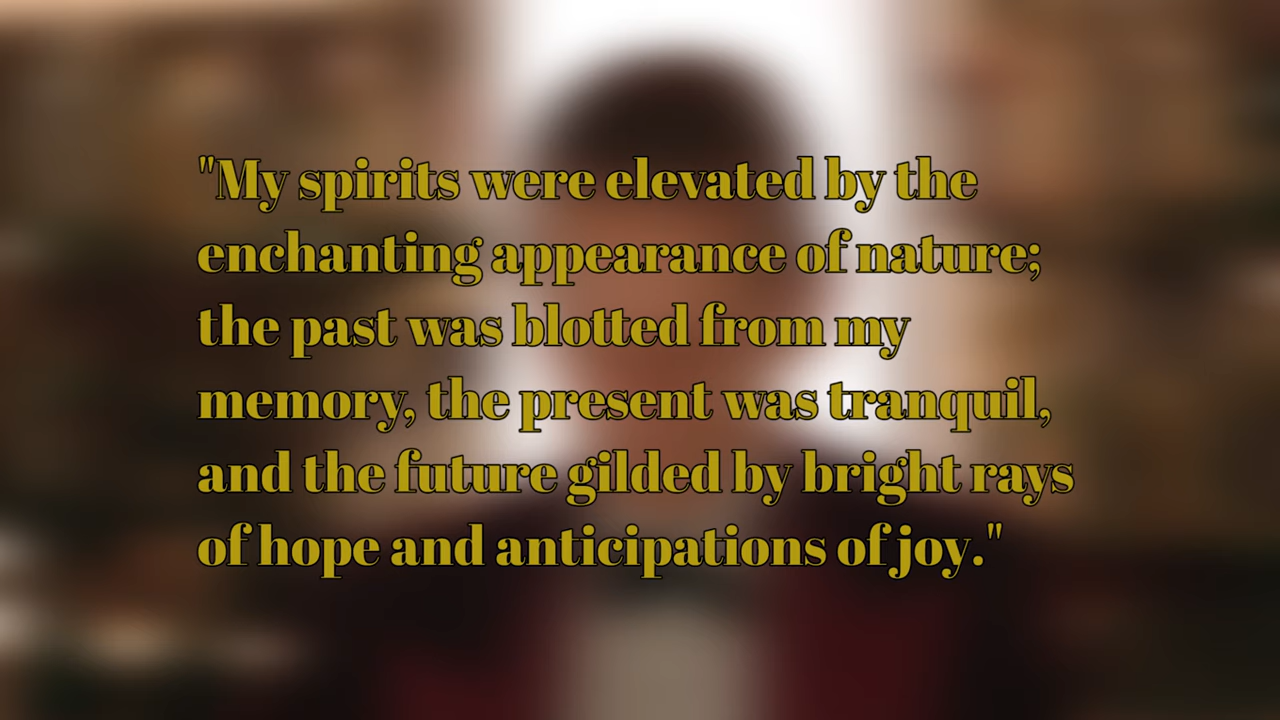 "My spirits were elevated by the
enchanting appearance of nature;
the past was blotted from my
memory, the present was tranquil,
and the future gilded by bright rays
of hope and anticipations of joy."